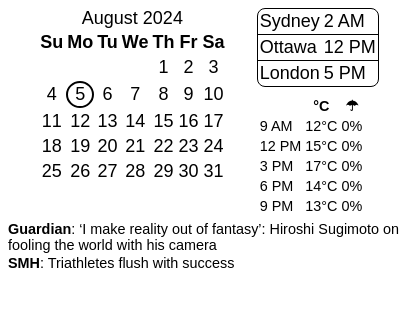 August 2024
Su Mo Tu We Th Fr Sa
1 2 3
4 5 6 7 8 9 10
11 12 13 14 15 16 17
18 19 20 21 22 23 24
25 26 27 28 29 30 31
Sydney 2 AM
Ottawa 12 PM
London 5 PM
°C ☂
9 AM 12°C 0%
12 PM 15°C 0%
3 PM 17°C 0%
6 PM 14°C 0%
9 PM 13°C 0%
Guardian: ‘I make reality out of fantasy’: Hiroshi Sugimoto on
fooling the world with his camera
SMH: Triathletes flush with success